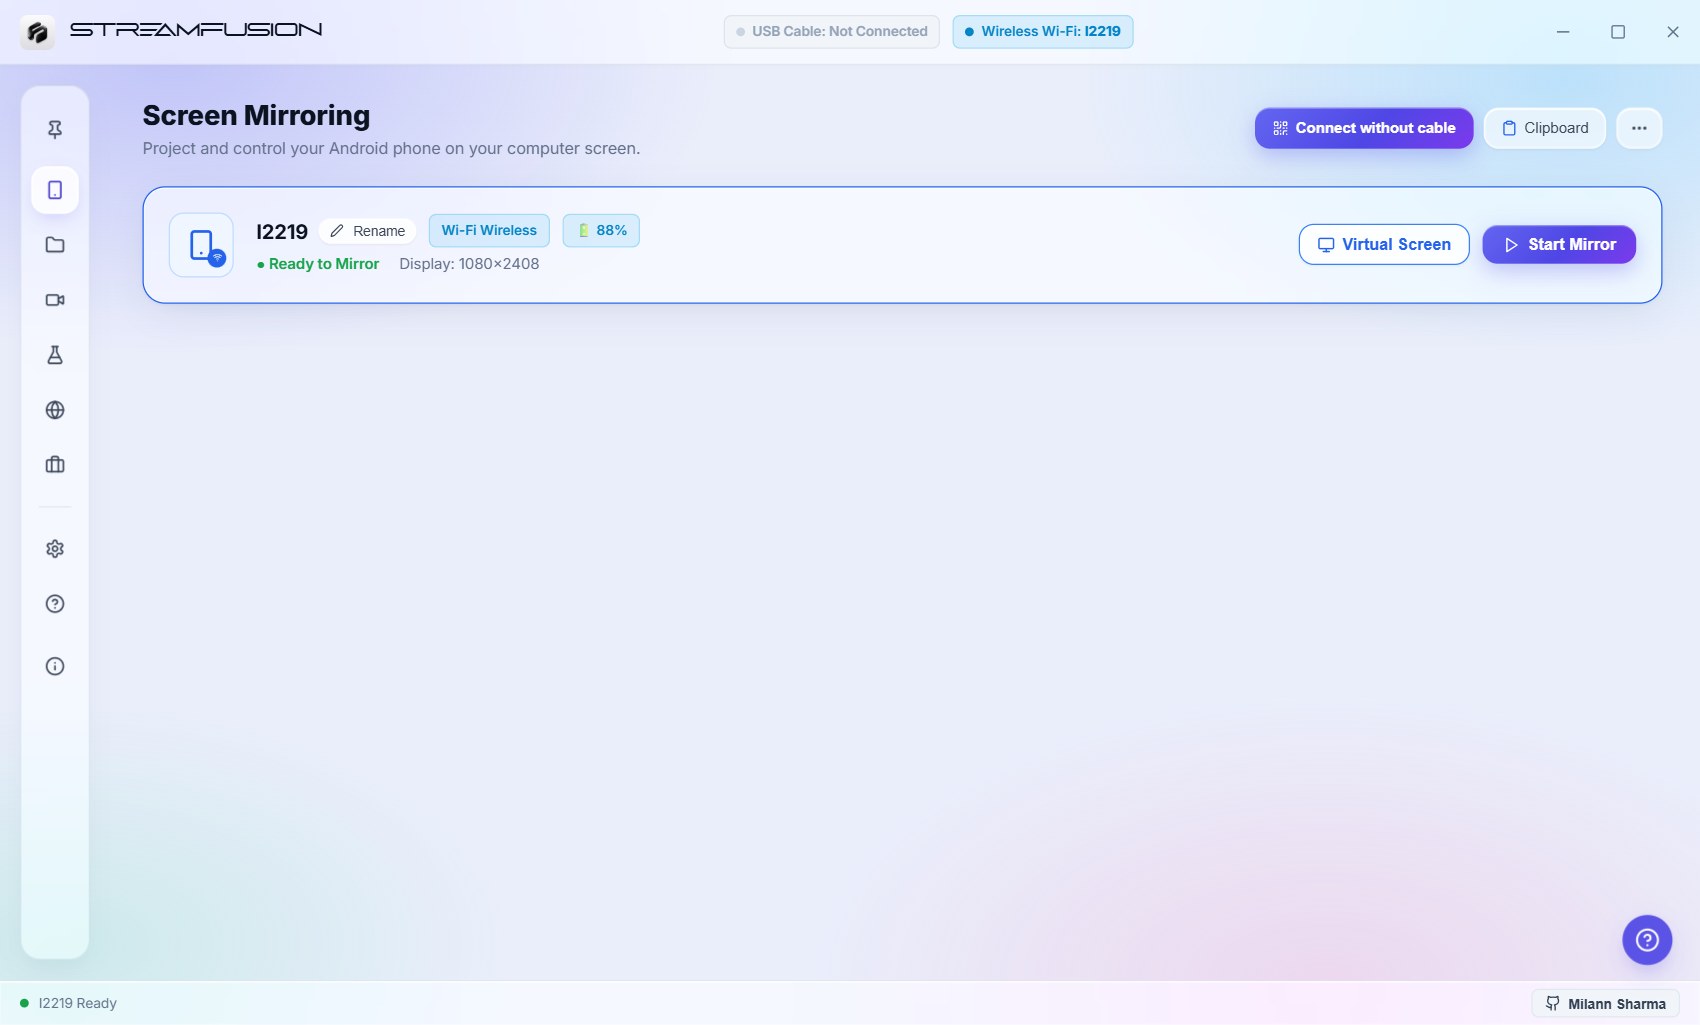 STREAMFUSION
USB Cable: Not Connected
Wireless Wi-Fi: I2219
Screen Mirroring
Project and control your Android phone on your computer screen.
Connect without cable
Clipboard
I2219
Rename
Wi-Fi Wireless
88%
Ready to Mirror
Display: 1080×2408
Virtual Screen
Start Mirror
I2219 Ready
Milann Sharma